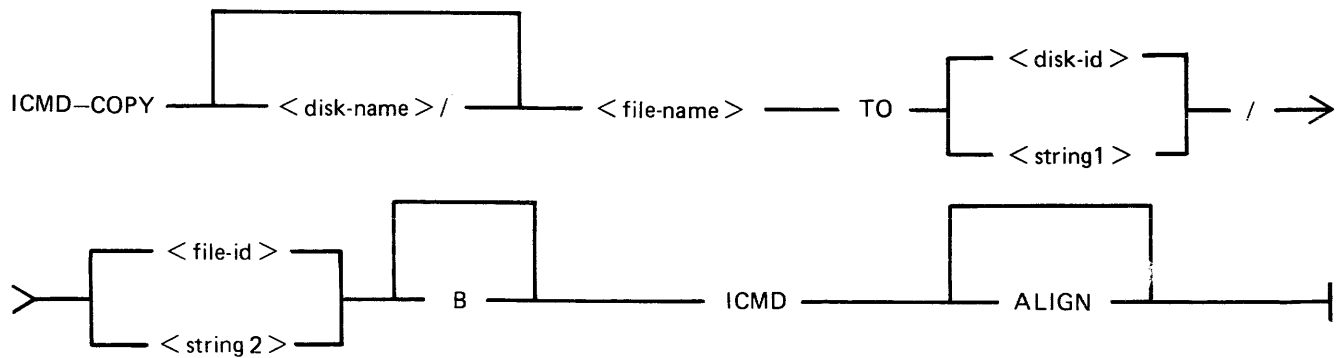 <disk-id>
ICMD–COPY <disk-name>/ <file-name> TO /
<string1>
<file-id>
B ICMD ALIGN
<string 2>